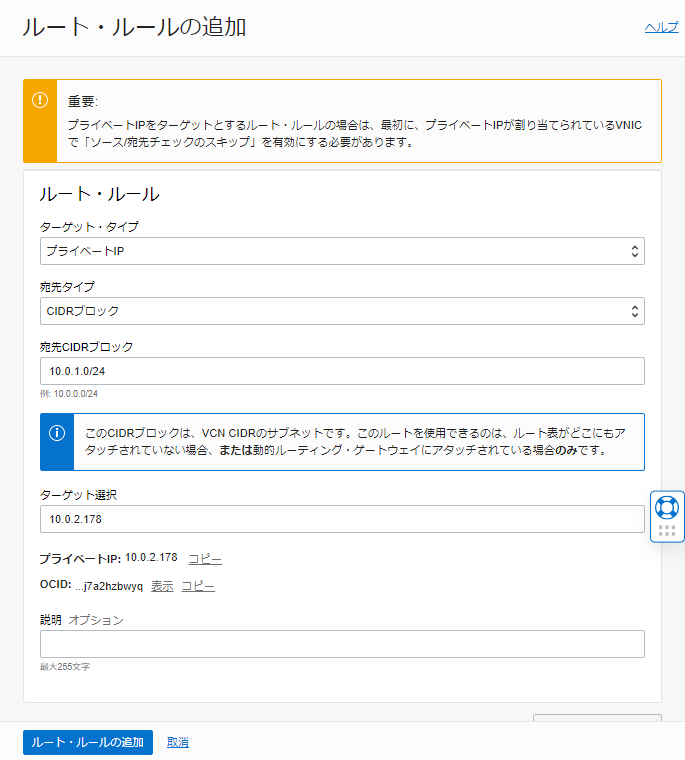 ルート・ルールの追加
ヘルプ
重要:
プライベートIPをターゲットとするルート・ルールの場合は、最初に、プライベートIPが割り当てられているVNIC
で「ソース/宛先チェックのスキップ」を有効にする必要があります。
ルート・ルール
ターゲット・タイプ
プライベートIP
宛先タイプ
CIDRブロック
宛先CIDRブロック
10.0.1.0/24
例: 10.0.0.0/24
このCIDRブロックは、VCN CIDRのサブネットです。このルートを使用できるのは、ルート表がどこにもア
タッチされていない場合、または動的ルーティング・ゲートウェイにアタッチされている場合のみです。
ターゲット選択
10.0.2.178
プライベートIP: 10.0.2.178 コピー
OCID: ...j7a2hzbwyq 表示 コピー
説明 オプション
最大255文字
ルート・ルールの追加 取消